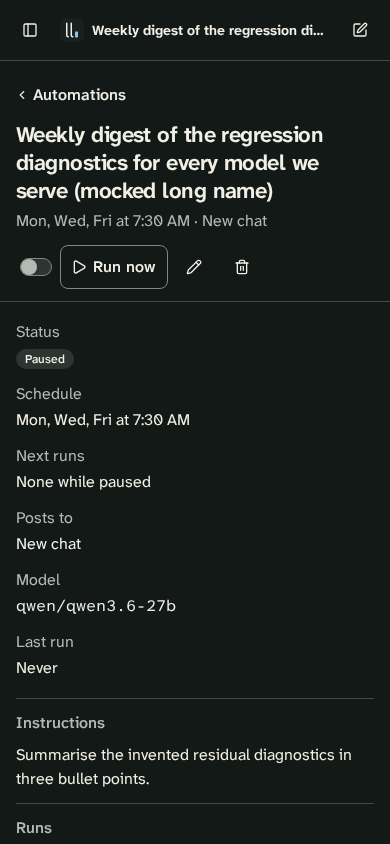 Weekly digest of the regression di...
Automations
Weekly digest of the regression
diagnostics for every model we
serve (mocked long name)
Mon, Wed, Fri at 7:30 AM · New chat
Run now
Status
Paused
Schedule
Mon, Wed, Fri at 7:30 AM
Next runs
None while paused
Posts to
New chat
Model
qwen/qwen3.6-27b
Last run
Never
Instructions
Summarise the invented residual diagnostics in
three bullet points.
Runs